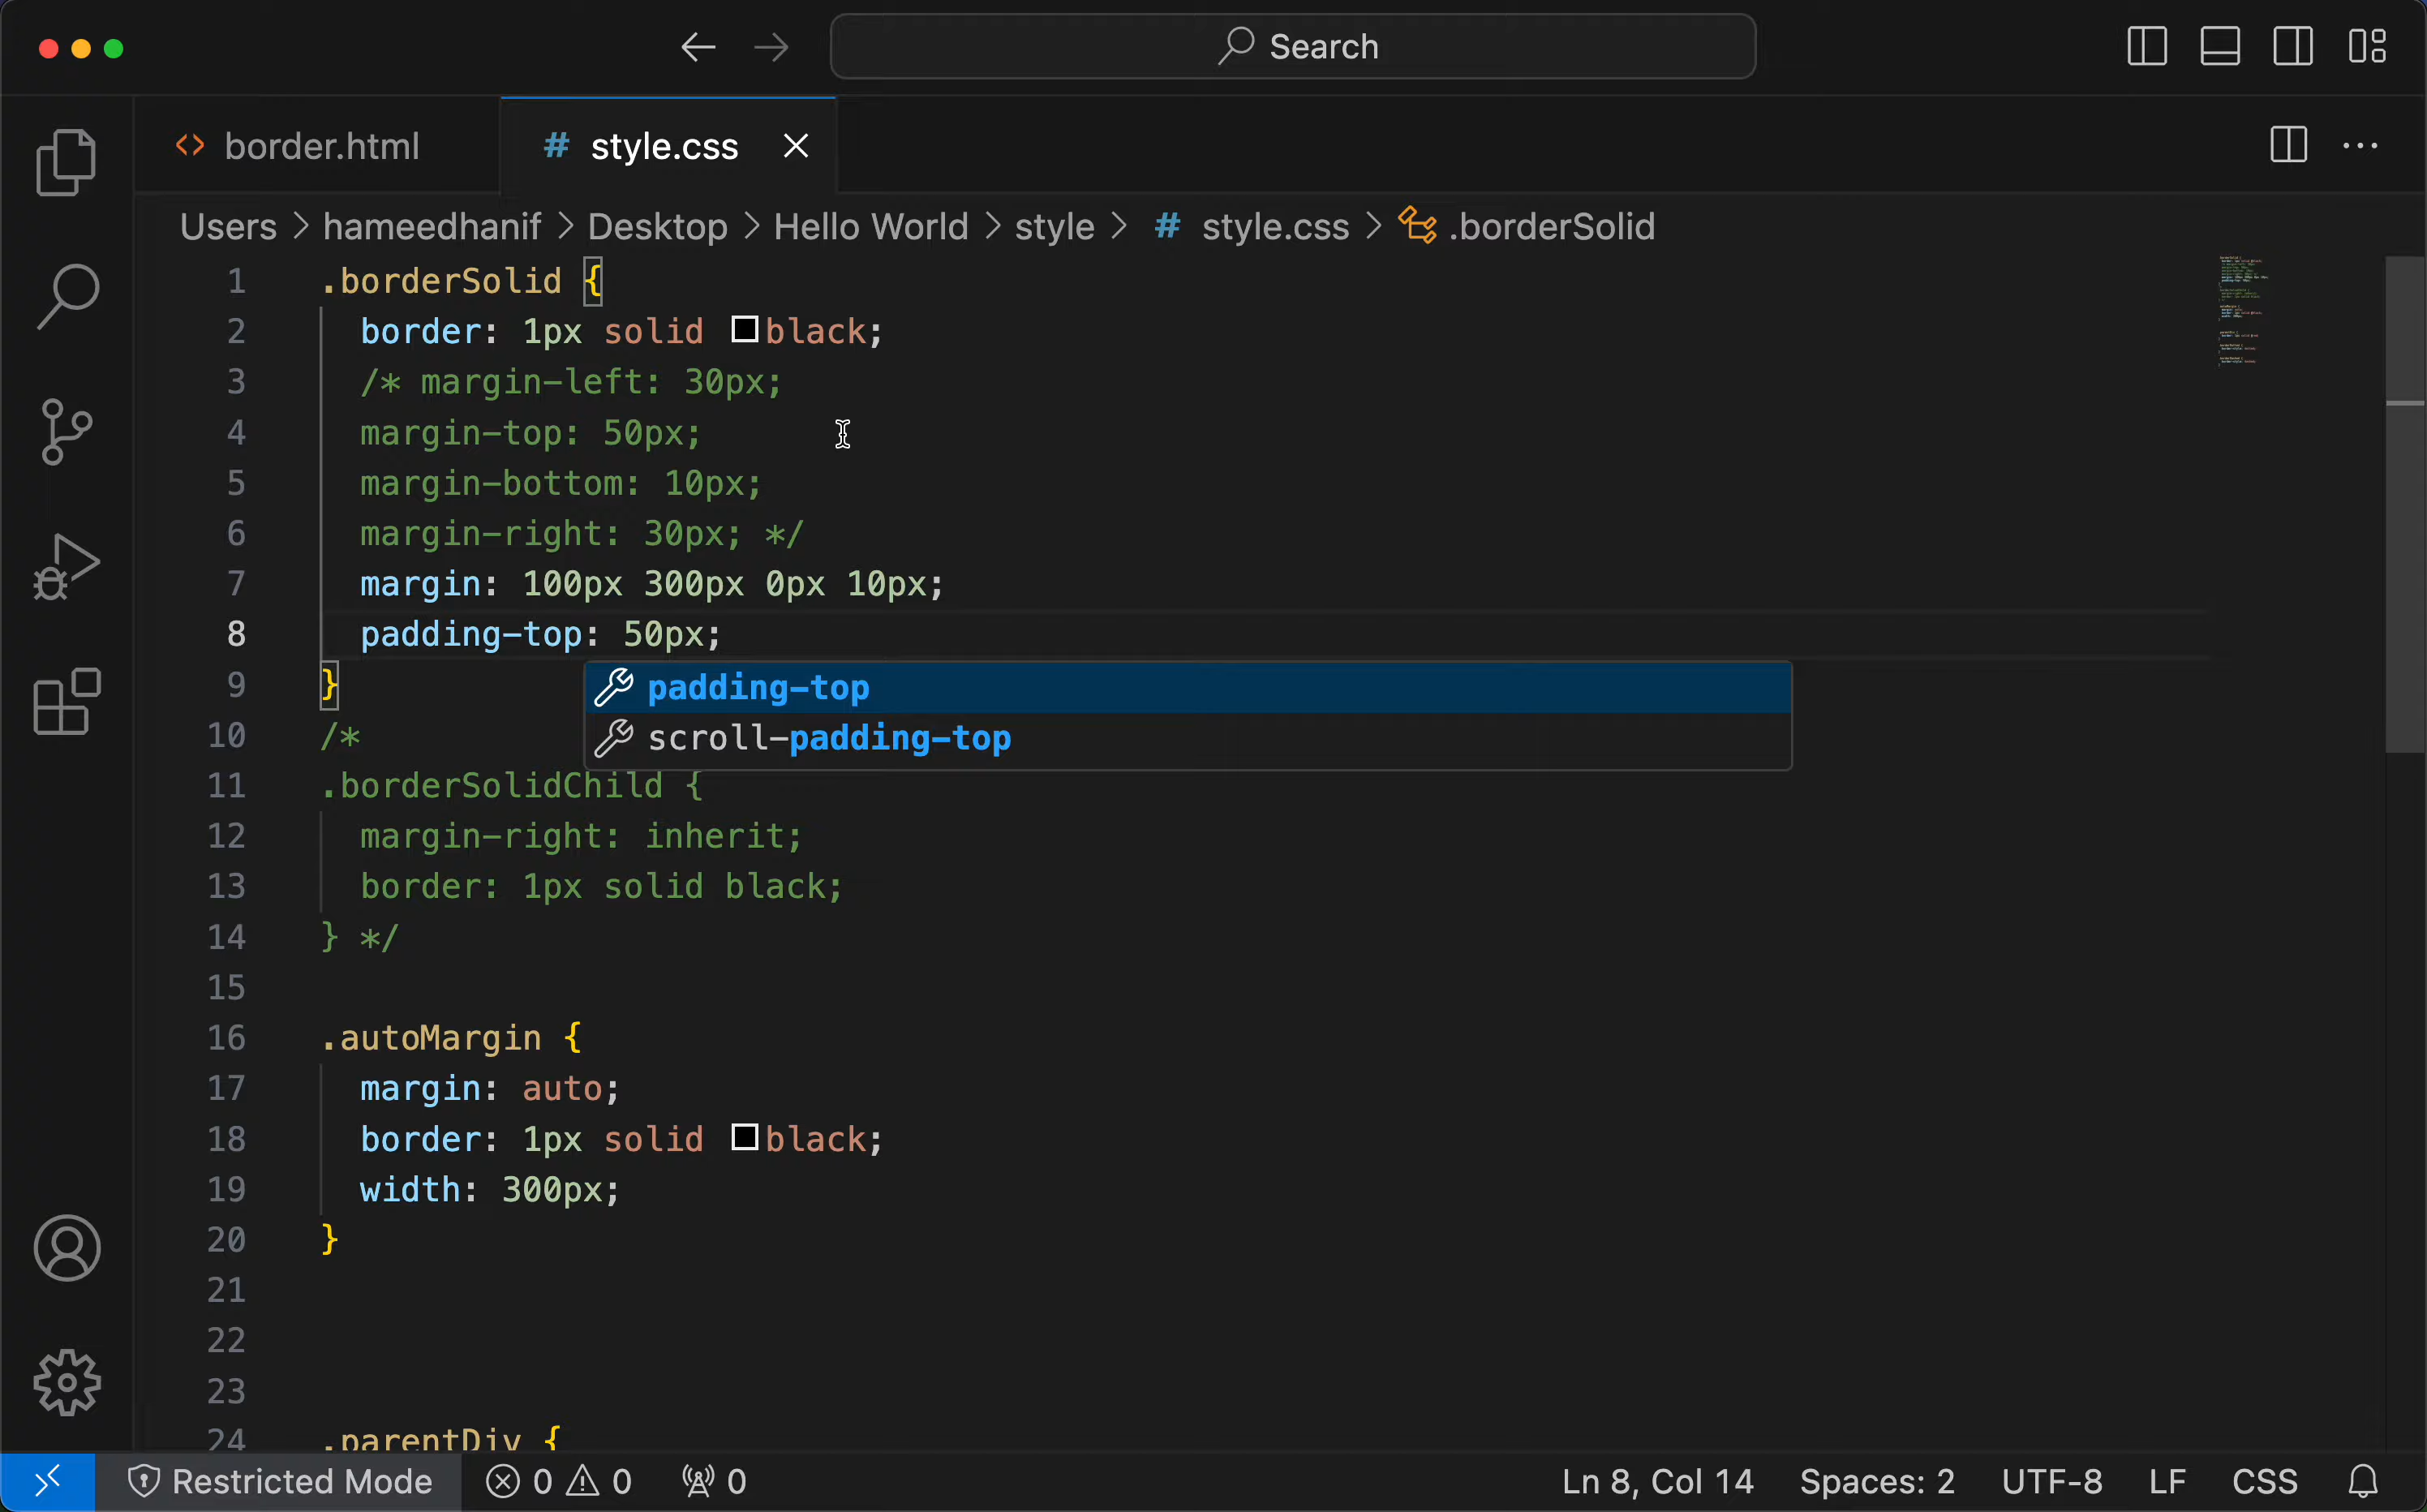 Search
border.html
# style.css
Users > hameedhanif > Desktop > Hello World > style > # style.css > .borderSolid
1 .borderSolid {
2 border: 1px solid black;
3 /* margin-left: 30px;
4 margin-top: 50px;
5 margin-bottom: 10px;
6 margin-right: 30px; */
7 margin: 100px 300px 0px 10px;
8 padding-top: 50px;
9 }
padding-top
10 /*
scroll-padding-top
11 .borderSolidChild {
12 margin-right: inherit;
13 border: 1px solid black;
14 } */
15
16 .autoMargin {
17 margin: auto;
18 border: 1px solid black;
19 width: 300px;
20 }
21
22
23
24 .parentDiv {
Restricted Mode 0 0 0 Ln 8, Col 14 Spaces: 2 UTF-8 LF CSS